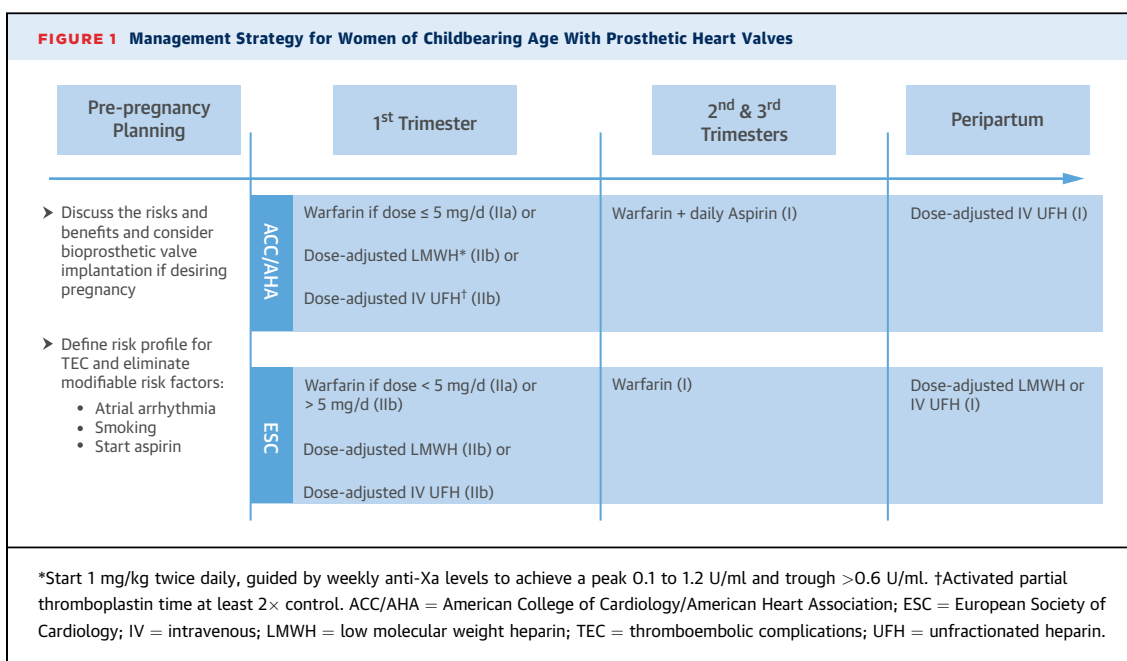 FIGURE 1 Management Strategy for Women of Childbearing Age With Prosthetic Heart Valves
Pre-pregnancy
Planning
1st Trimester
2nd & 3rd
Trimesters
Peripartum
➤ Discuss the risks and
benefits and consider
bioprosthetic valve
implantation if desiring
pregnancy
➤ Define risk profile for
TEC and eliminate
modifiable risk factors:
• Atrial arrhythmia
• Smoking
• Start aspirin
ACC/AHA
Warfarin if dose ≤ 5 mg/d (IIa) or
Dose-adjusted LMWH* (IIb) or
Dose-adjusted IV UFH† (IIb)
Warfarin + daily Aspirin (I)
Dose-adjusted IV UFH (I)
ESC
Warfarin if dose < 5 mg/d (IIa) or
> 5 mg/d (IIb)
Dose-adjusted LMWH (IIb) or
Dose-adjusted IV UFH (IIb)
Warfarin (I)
Dose-adjusted LMWH or
IV UFH (I)
*Start 1 mg/kg twice daily, guided by weekly anti-Xa levels to achieve a peak 0.1 to 1.2 U/ml and trough >0.6 U/ml. †Activated partial
thromboplastin time at least 2× control. ACC/AHA = American College of Cardiology/American Heart Association; ESC = European Society of
Cardiology; IV = intravenous; LMWH = low molecular weight heparin; TEC = thromboembolic complications; UFH = unfractionated heparin.